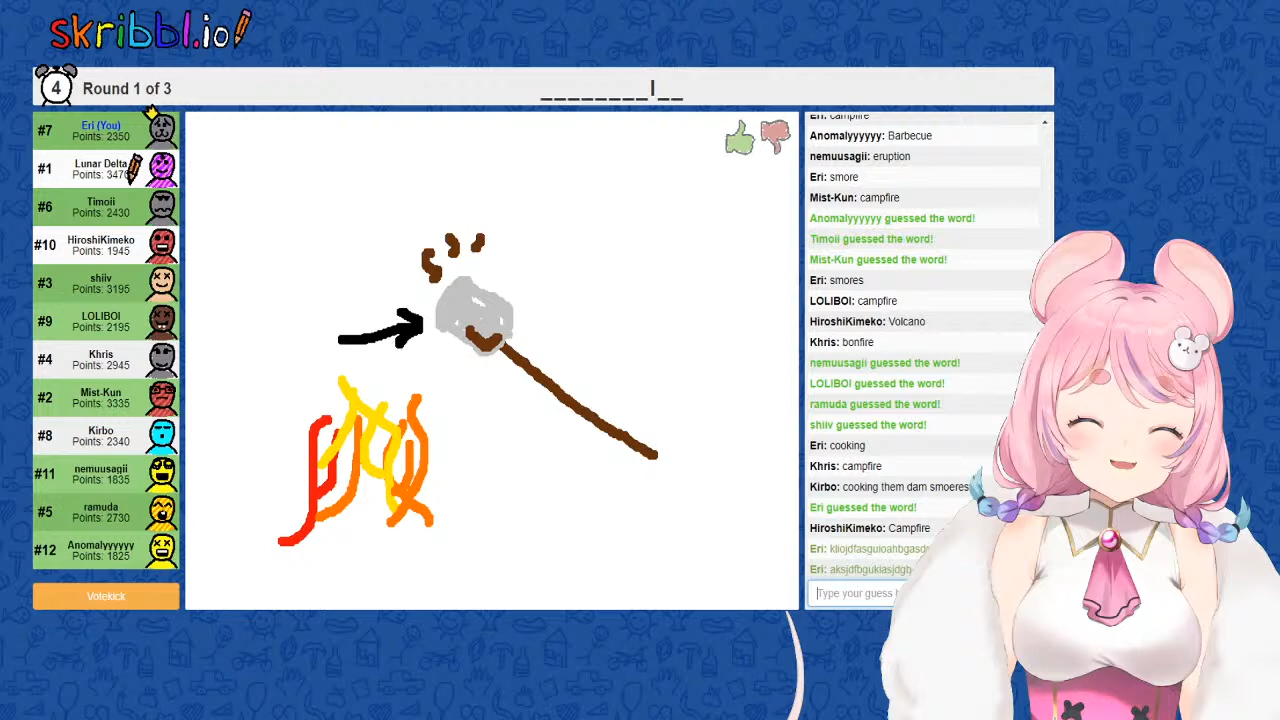 skribbl.io
4
Round 1 of 3
________l__
#7
Eri (You)
Points: 2350
#1
Lunar Delta
Points: 3470
#6
Timoii
Points: 2430
#10
HiroshiKimeko
Points: 1945
#3
shiiv
Points: 3195
#9
LOLIBOI
Points: 2195
#4
Khris
Points: 2945
#2
Mist-Kun
Points: 3335
#8
Kirbo
Points: 2340
#11
nemuusagii
Points: 1835
#5
ramuda
Points: 2730
#12
Anomalyyyyyy
Points: 1825
Votekick
Eri: campfire
Anomalyyyyyy: Barbecue
nemuusagii: eruption
Eri: smore
Mist-Kun: campfire
Anomalyyyyyy guessed the word!
Timoii guessed the word!
Mist-Kun guessed the word!
Eri: smores
LOLIBOI: campfire
HiroshiKimeko: Volcano
Khris: bonfire
nemuusagii guessed the word!
LOLIBOI guessed the word!
ramuda guessed the word!
shiiv guessed the word!
Eri: cooking
Khris: campfire
Kirbo: cooking them dam smoeres
Eri guessed the word!
HiroshiKimeko: Campfire
Eri:
Eri:
Type your guess